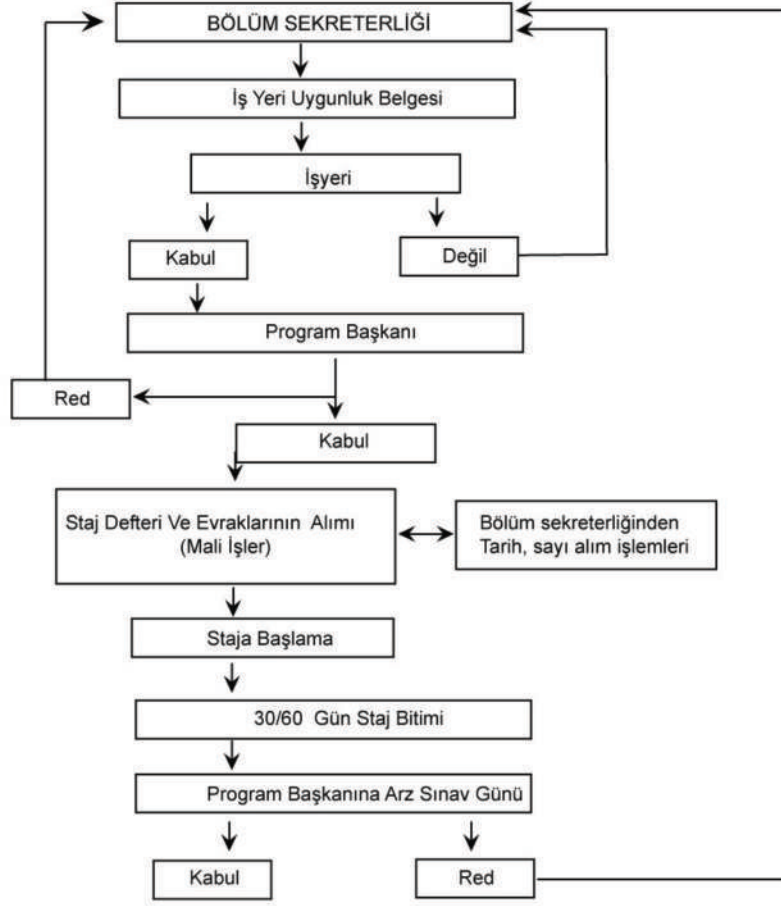 BÖLÜM SEKRETERLİĞİ
İş Yeri Uygunluk Belgesi
İşyeri
Kabul
Değil
Program Başkanı
Red
Kabul
Staj Defteri Ve Evraklarının Alımı
(Mali İşler)
Bölüm sekreterliğinden
Tarih, sayı alım işlemleri
Staja Başlama
30/60 Gün Staj Bitimi
Program Başkanına Arz Sınav Günü
Kabul
Red